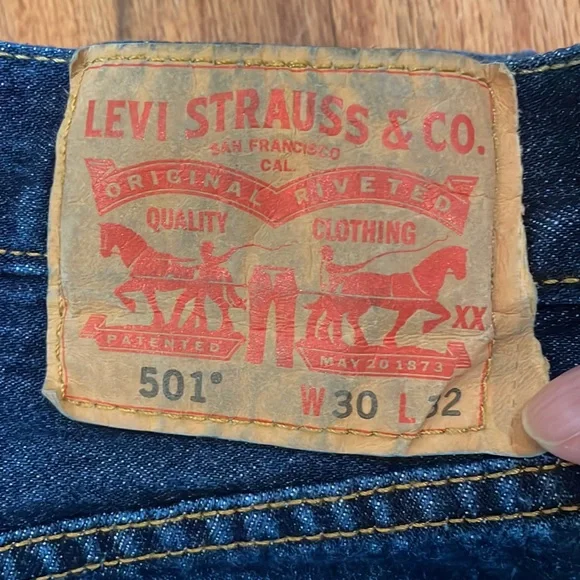 LEVI STRAUSS & CO.
SAN FRANCISCO
CAL.
ORIGINAL RIVETED
QUALITY CLOTHING
XX
PATENTED MAY 20 1873
501® W 30 L 32